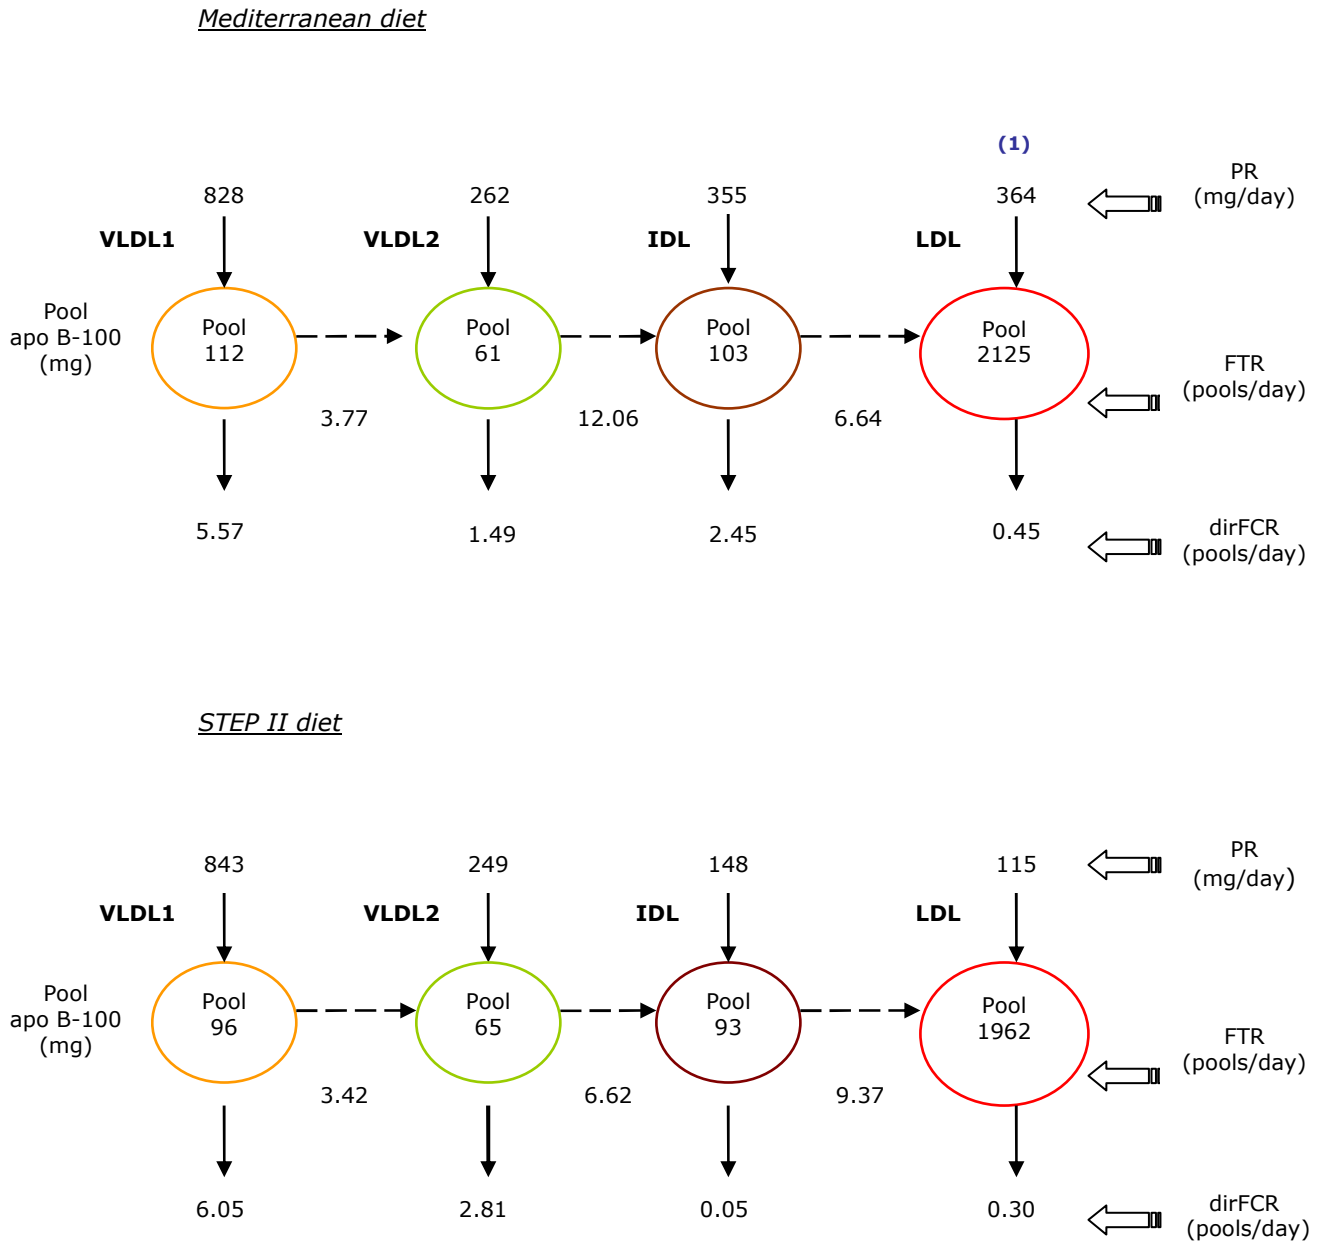 Mediterranean diet
(1)
828
262
355
364
PR
(mg/day)
VLDL1
VLDL2
IDL
LDL
Pool
apo B-100
(mg)
Pool
112
Pool
61
Pool
103
Pool
2125
FTR
(pools/day)
3.77
12.06
6.64
5.57
1.49
2.45
0.45
dirFCR
(pools/day)
STEP II diet
843
249
148
115
PR
(mg/day)
VLDL1
VLDL2
IDL
LDL
Pool
apo B-100
(mg)
Pool
96
Pool
65
Pool
93
Pool
1962
FTR
(pools/day)
3.42
6.62
9.37
6.05
2.81
0.05
0.30
dirFCR
(pools/day)